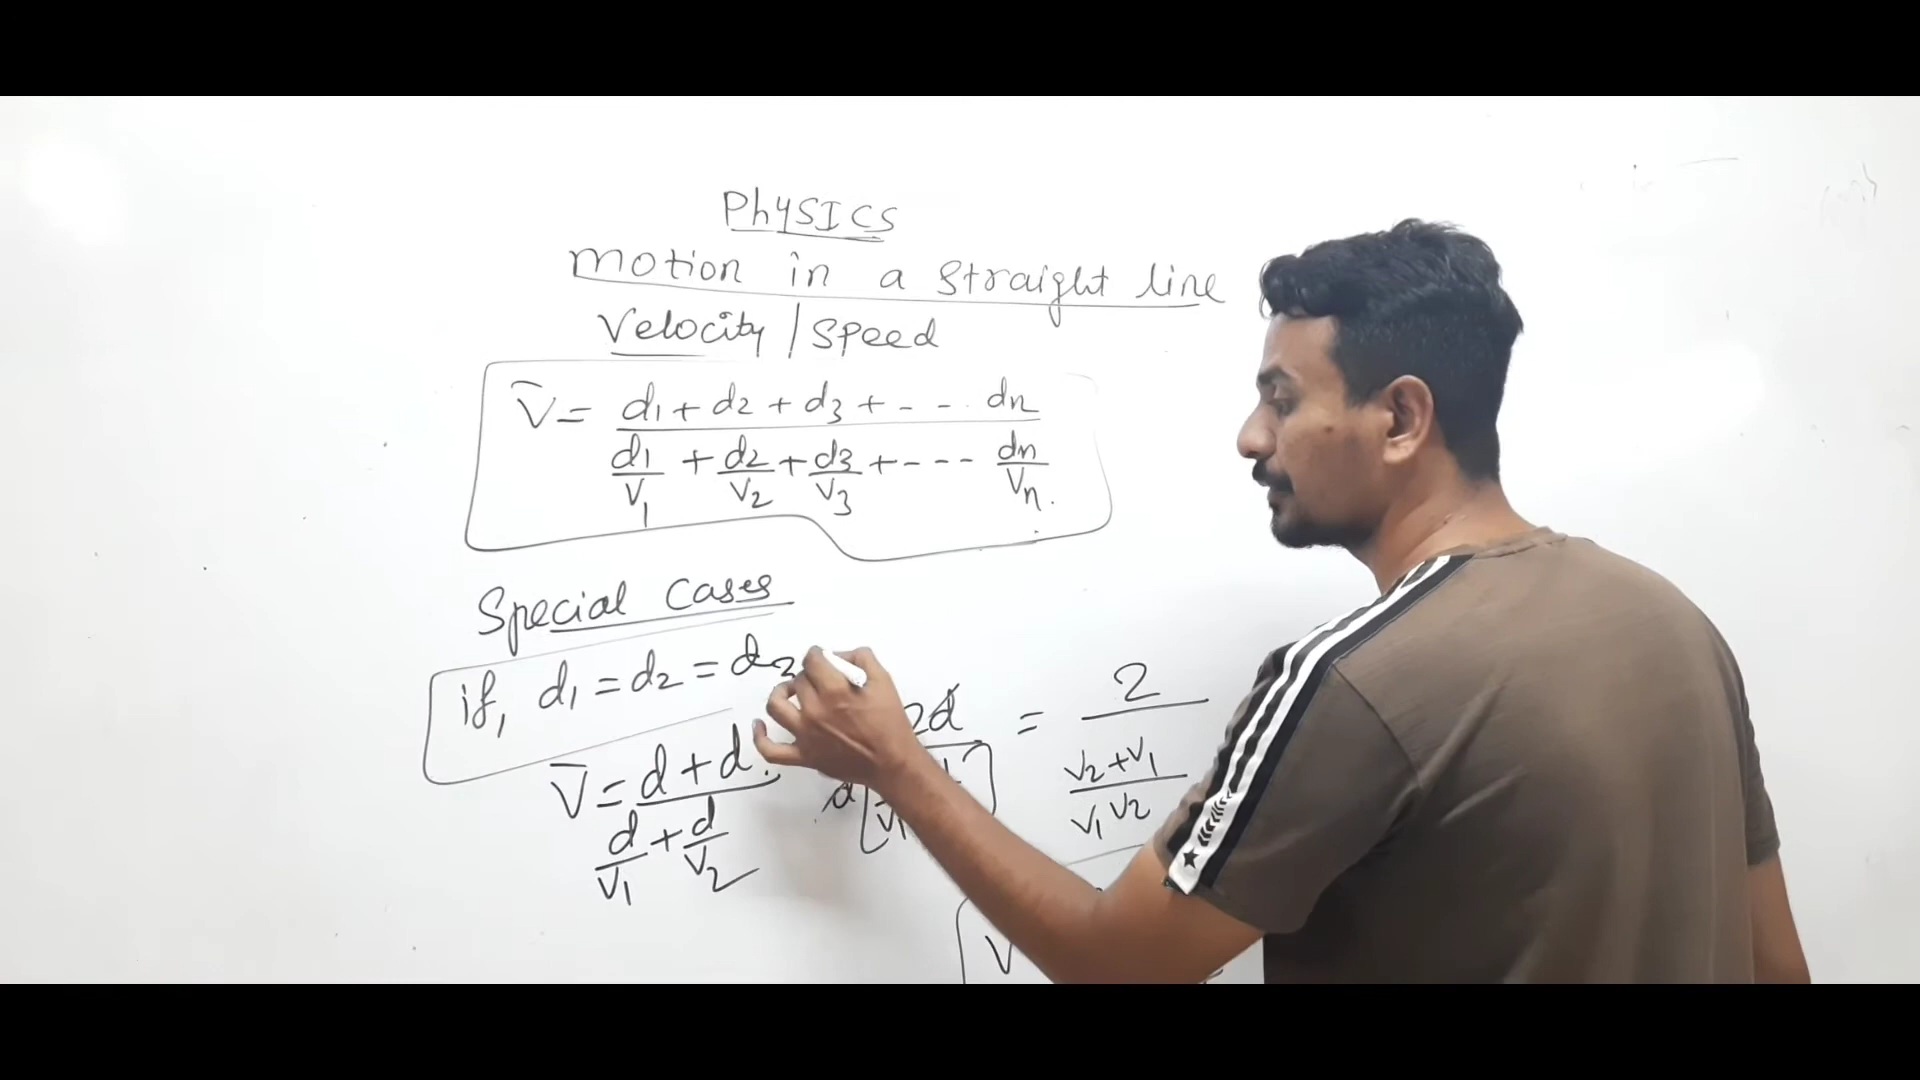 PhYSICS
motion in a straight line
Velocity / speed
V̅ = d1 + d2 + d3 + - - . dn
d1/V1 + d2/V2 + d3/V3 + - - - dn/Vn.
Special Cases
if, d1 = d2 = d3
V̅ = d + d / d/V1 + d/V2
2d / d
V1
= 2 / V2 + V1 / V1 V2
V